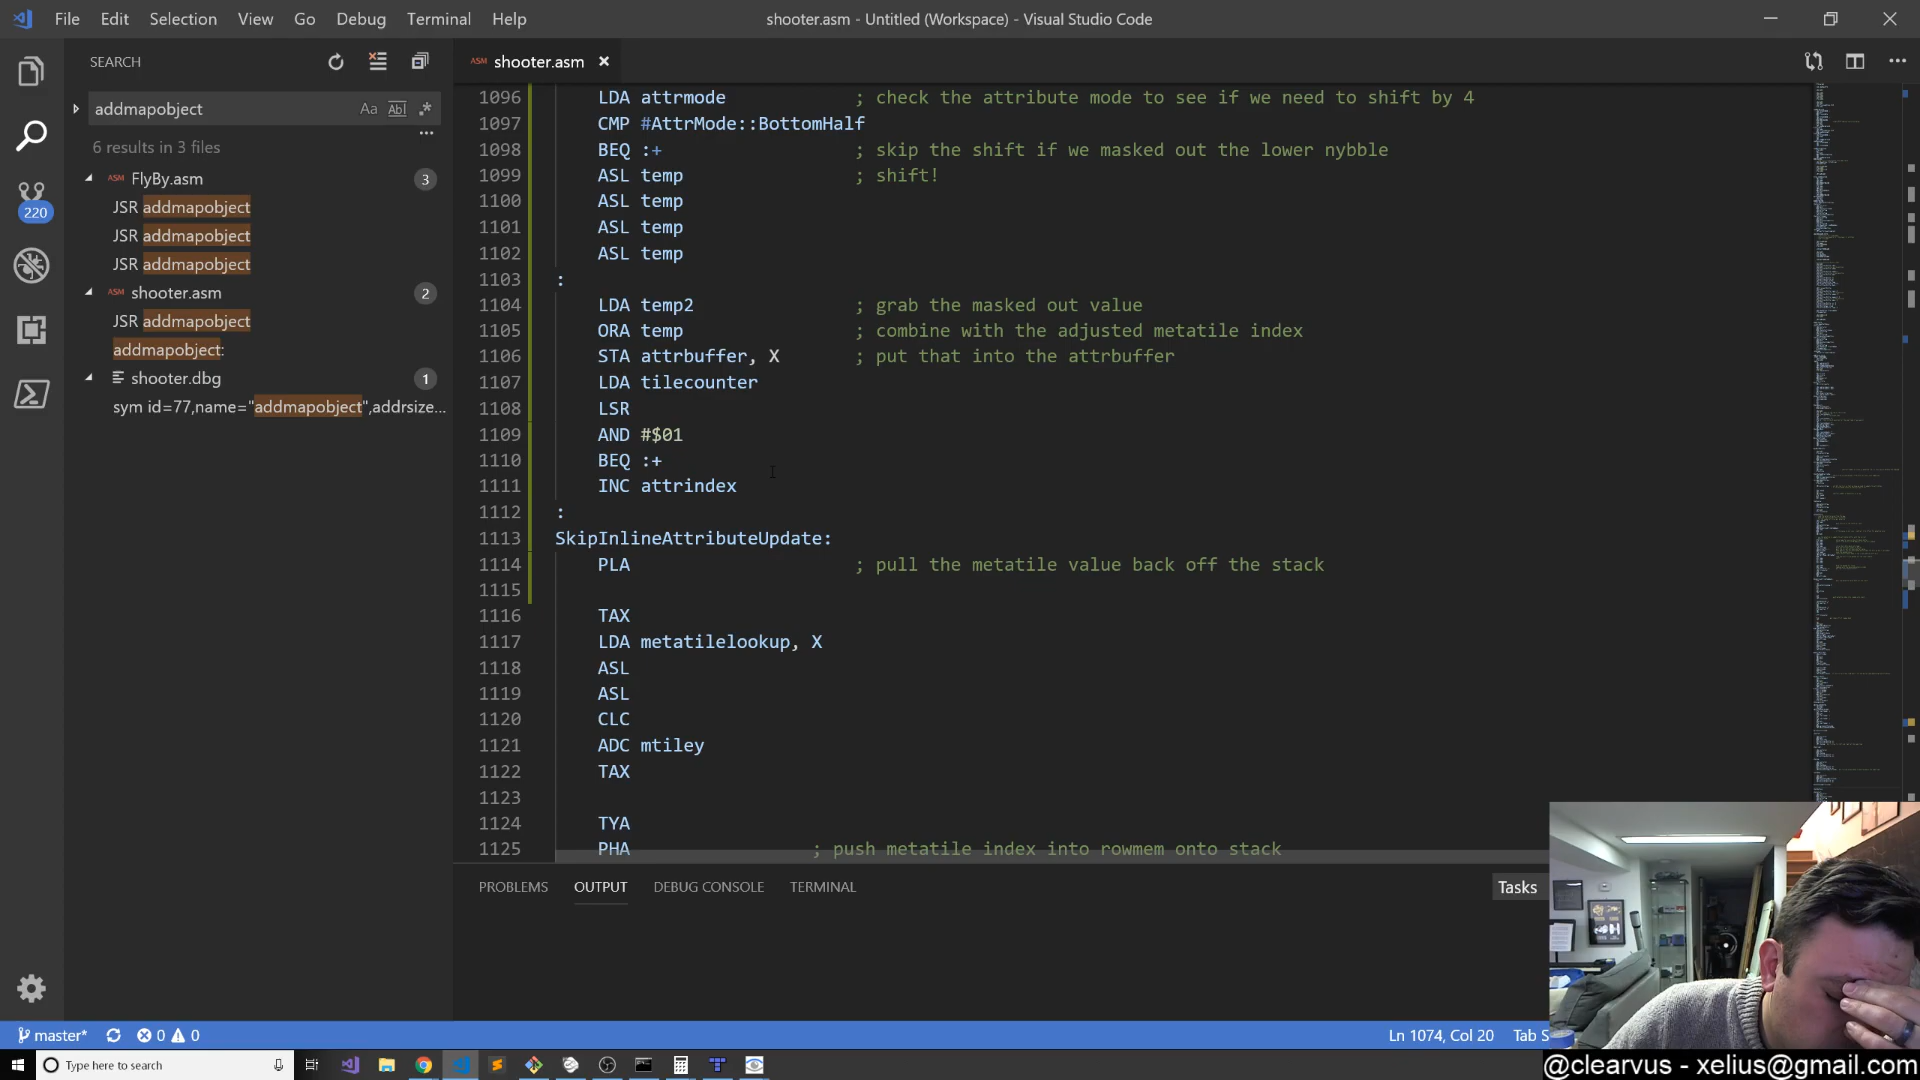 File Edit Selection View Go Debug Terminal Help
shooter.asm - Untitled (Workspace) - Visual Studio Code
SEARCH
addmapobject
Aa Abl .*
6 results in 3 files
ASM FlyBy.asm 3
JSR addmapobject
JSR addmapobject
JSR addmapobject
ASM shooter.asm 2
JSR addmapobject
addmapobject:
shooter.dbg 1
sym id=77,name="addmapobject",addrsize...
220
ASM shooter.asm
1096 LDA attrmode ; check the attribute mode to see if we need to shift by 4
1097 CMP #AttrMode::BottomHalf
1098 BEQ :+ ; skip the shift if we masked out the lower nybble
1099 ASL temp ; shift!
1100 ASL temp
1101 ASL temp
1102 ASL temp
1103 :
1104 LDA temp2 ; grab the masked out value
1105 ORA temp ; combine with the adjusted metatile index
1106 STA attrbuffer, X ; put that into the attrbuffer
1107 LDA tilecounter
1108 LSR
1109 AND #$01
1110 BEQ :+
1111 INC attrindex
1112 :
1113 SkipInlineAttributeUpdate:
1114 PLA ; pull the metatile value back off the stack
1115
1116 TAX
1117 LDA metatilelookup, X
1118 ASL
1119 ASL
1120 CLC
1121 ADC mtiley
1122 TAX
1123
1124 TYA
1125 PHA ; push metatile index into rowmem onto stack
PROBLEMS OUTPUT DEBUG CONSOLE TERMINAL
Tasks
master* 0 0
Ln 1074, Col 20 Tab S
Type here to search
@clearvus - xelius@gmail.com